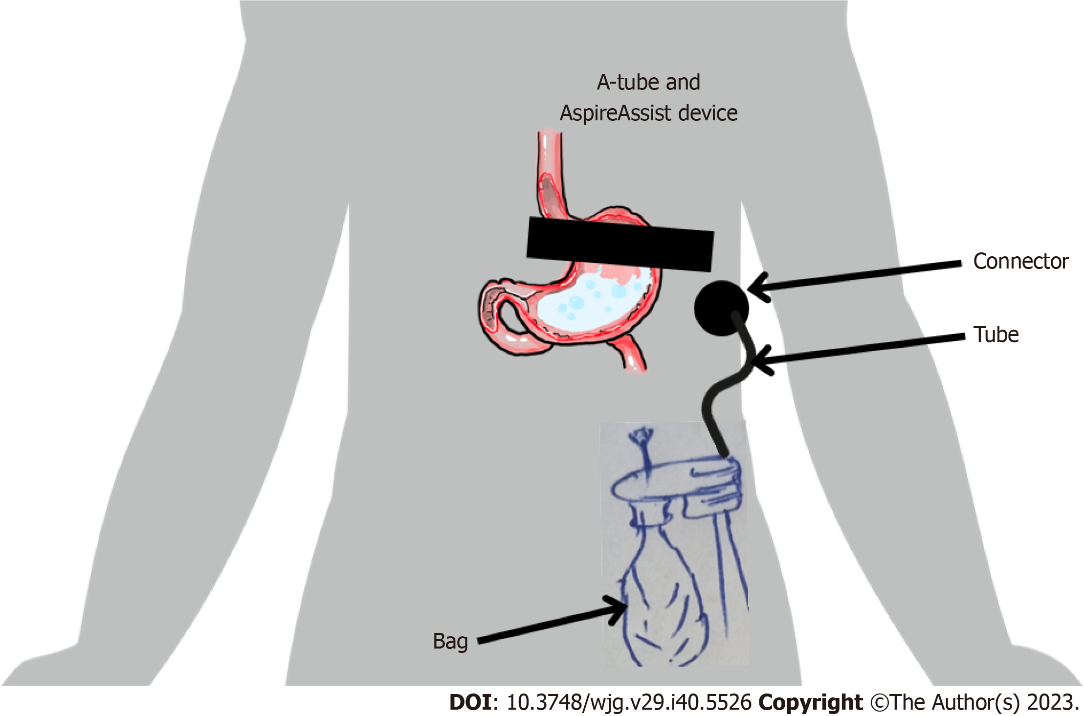 A-tube and
AspireAssist device
Connector
Tube
Bag
DOI: 10.3748/wjg.v29.i40.5526 Copyright ©The Author(s) 2023.